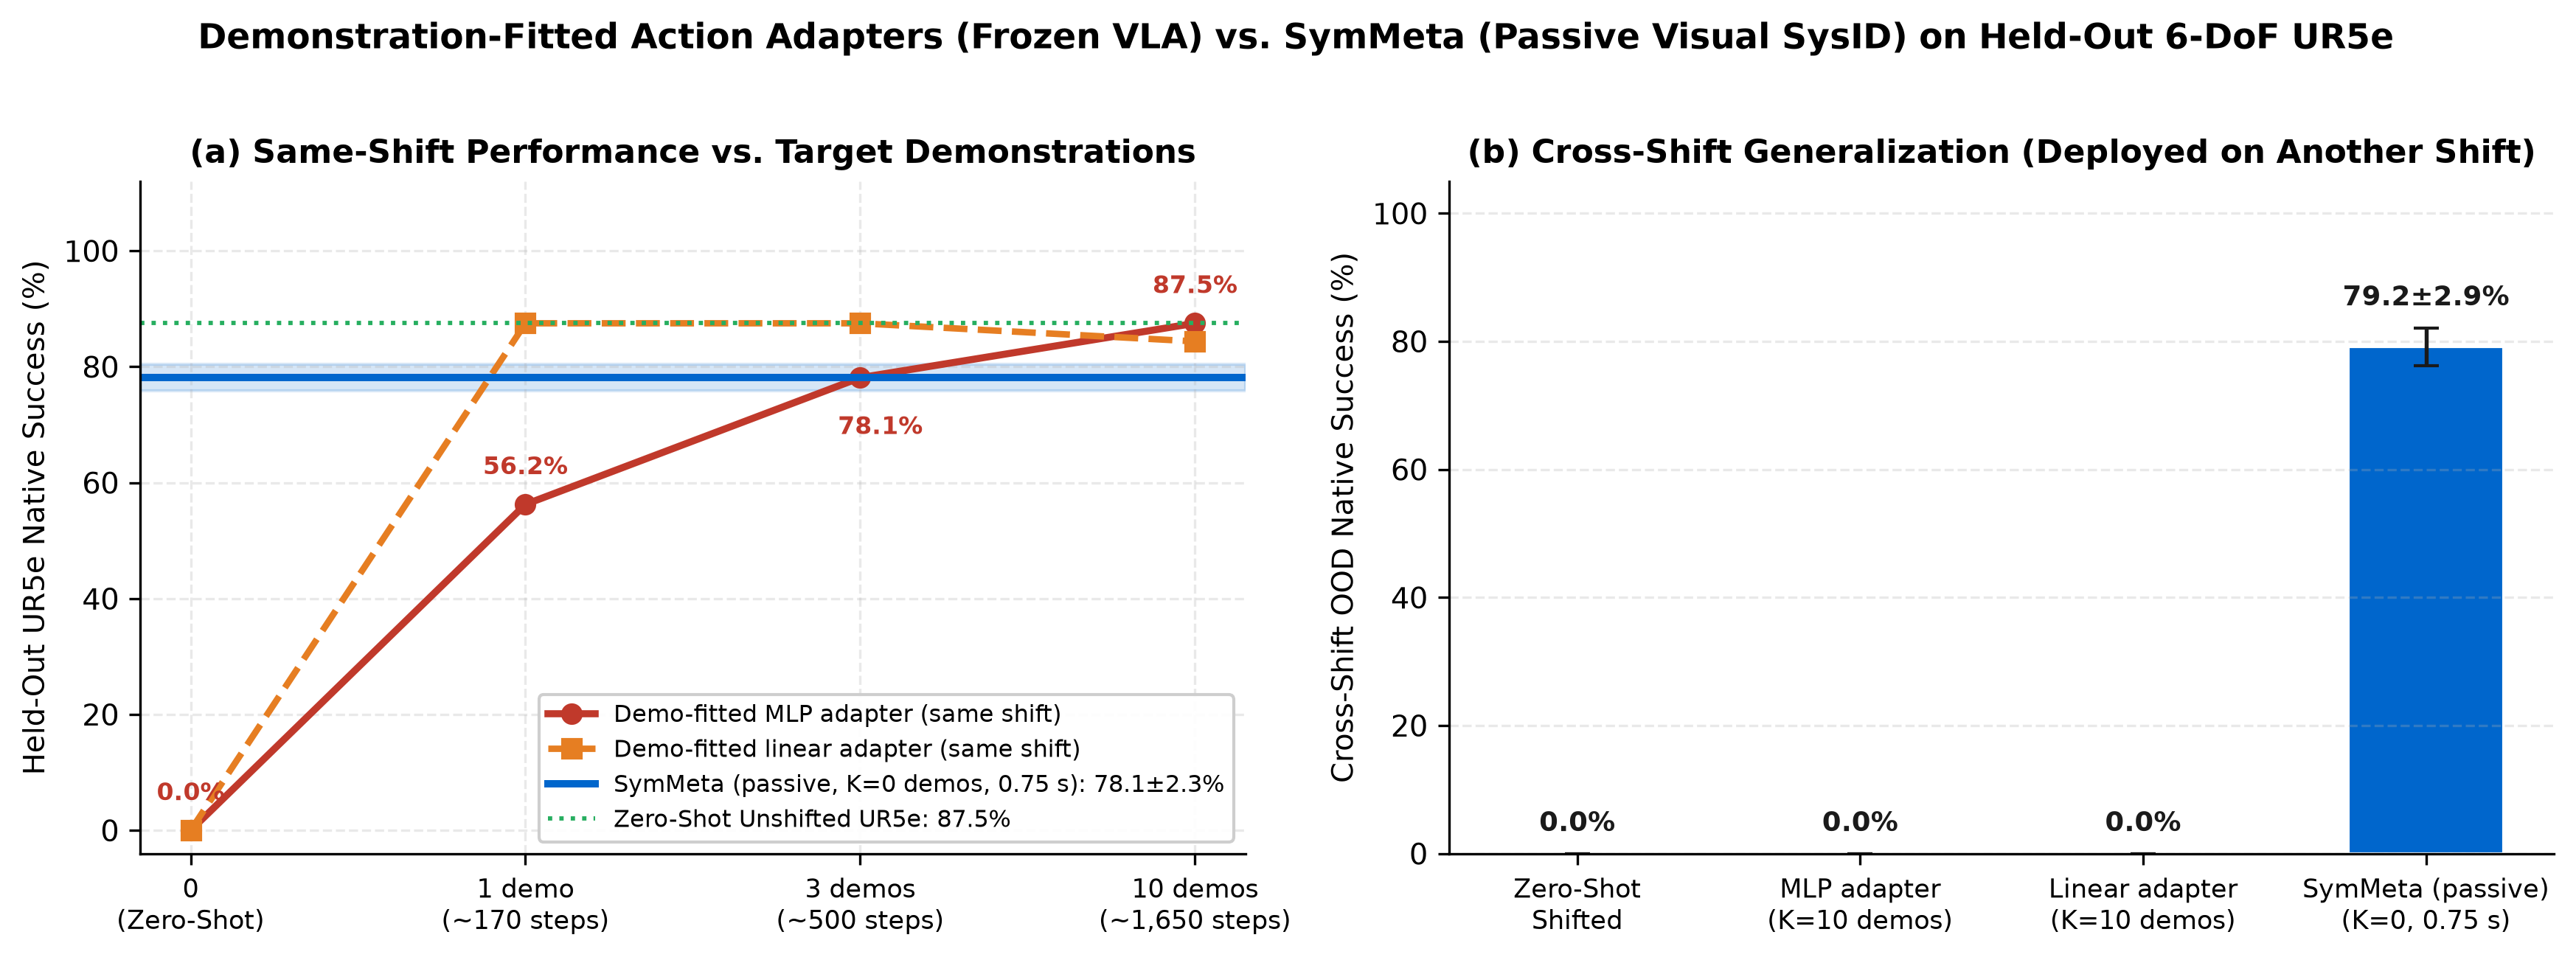 Demonstration-Fitted Action Adapters (Frozen VLA) vs. SymMeta (Passive Visual SysID) on Held-Out 6-DoF UR5e
(a) Same-Shift Performance vs. Target Demonstrations
Held-Out UR5e Native Success (%)
100
80
60
40
20
0
0.0%
56.2%
78.1%
87.5%
Demo-fitted MLP adapter (same shift)
Demo-fitted linear adapter (same shift)
SymMeta (passive, K=0 demos, 0.75 s): 78.1±2.3%
Zero-Shot Unshifted UR5e: 87.5%
0
(Zero-Shot)
1 demo
(~170 steps)
3 demos
(~500 steps)
10 demos
(~1,650 steps)
(b) Cross-Shift Generalization (Deployed on Another Shift)
Cross-Shift OOD Native Success (%)
100
80
60
40
20
0
0.0%
0.0%
0.0%
79.2±2.9%
Zero-Shot
Shifted
MLP adapter
(K=10 demos)
Linear adapter
(K=10 demos)
SymMeta (passive)
(K=0, 0.75 s)